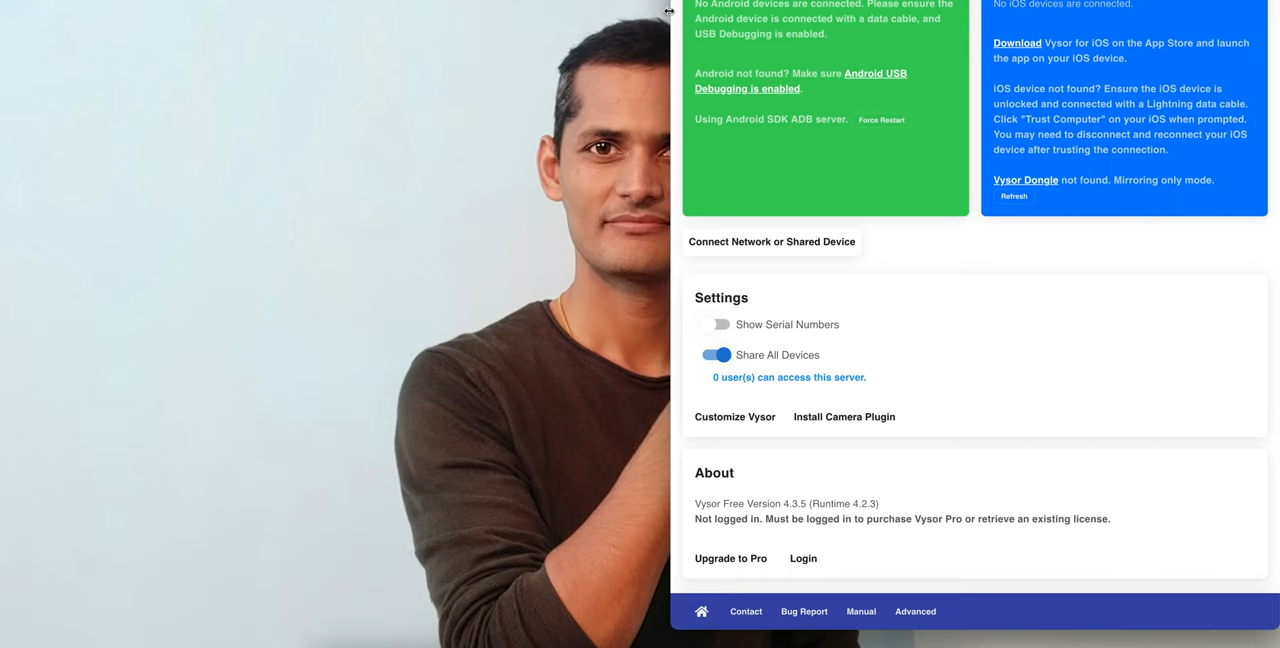 No Android devices are connected. Please ensure the
Android device is connected with a data cable, and
USB Debugging is enabled.
Android not found? Make sure Android USB
Debugging is enabled.
Using Android SDK ADB server. Force Restart
No iOS devices are connected.
Download Vysor for iOS on the App Store and launch
the app on your iOS device.
iOS device not found? Ensure the iOS device is
unlocked and connected with a Lightning data cable.
Click "Trust Computer" on your iOS when prompted.
You may need to disconnect and reconnect your iOS
device after trusting the connection.
Vysor Dongle not found. Mirroring only mode.
Refresh
Connect Network or Shared Device
Settings
Show Serial Numbers
Share All Devices
0 user(s) can access this server.
Customize Vysor Install Camera Plugin
About
Vysor Free Version 4.3.5 (Runtime 4.2.3)
Not logged in. Must be logged in to purchase Vysor Pro or retrieve an existing license.
Upgrade to Pro Login
Contact Bug Report Manual Advanced